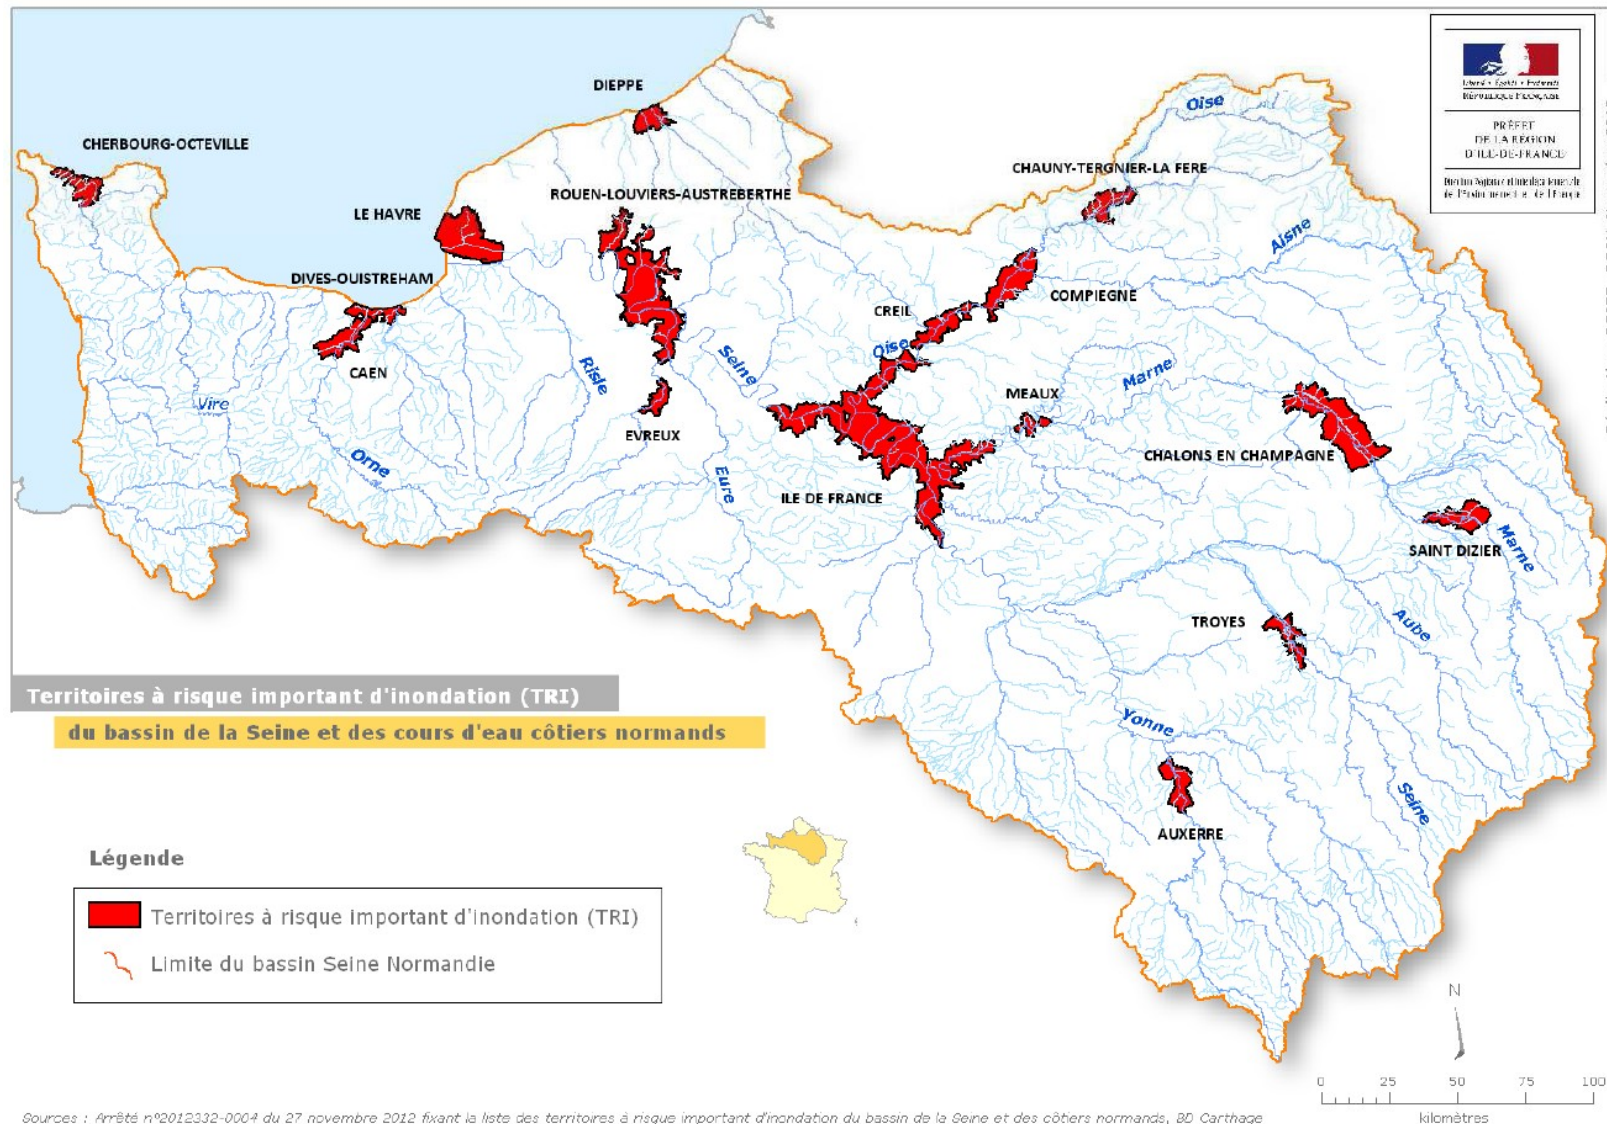 DIEPPE
Oise
CHERBOURG-OCTEVILLE
CHAUNY-TERGNIER-LA FERE
ROUEN-LOUVIERS-AUSTREBERTHE
LE HAVRE
Aisne
DIVES-OUISTREHAM
COMPIEGNE
CREIL
Oise
Seine
Risle
CAEN
Marne
MEAUX
Vire
EVREUX
CHALONS EN CHAMPAGNE
Orne
Eure
ILE DE FRANCE
SAINT DIZIER
Marne
TROYES
Aube
Yonne
Seine
AUXERRE
RÉPUBLIQUE FRANÇAISE
PRÉFET
DE LA RÉGION
D'ILE-DE-FRANCE
Territoires à risque important d'inondation (TRI)
du bassin de la Seine et des cours d'eau côtiers normands
Légende
Territoires à risque important d'inondation (TRI)
Limite du bassin Seine Normandie
N
0 25 50 75 100
kilomètres
Sources : Arrêté n°2012332-0004 du 27 novembre 2012 fixant la liste des territoires à risque important d'inondation du bassin de la Seine et des côtiers normands, BD Carthage